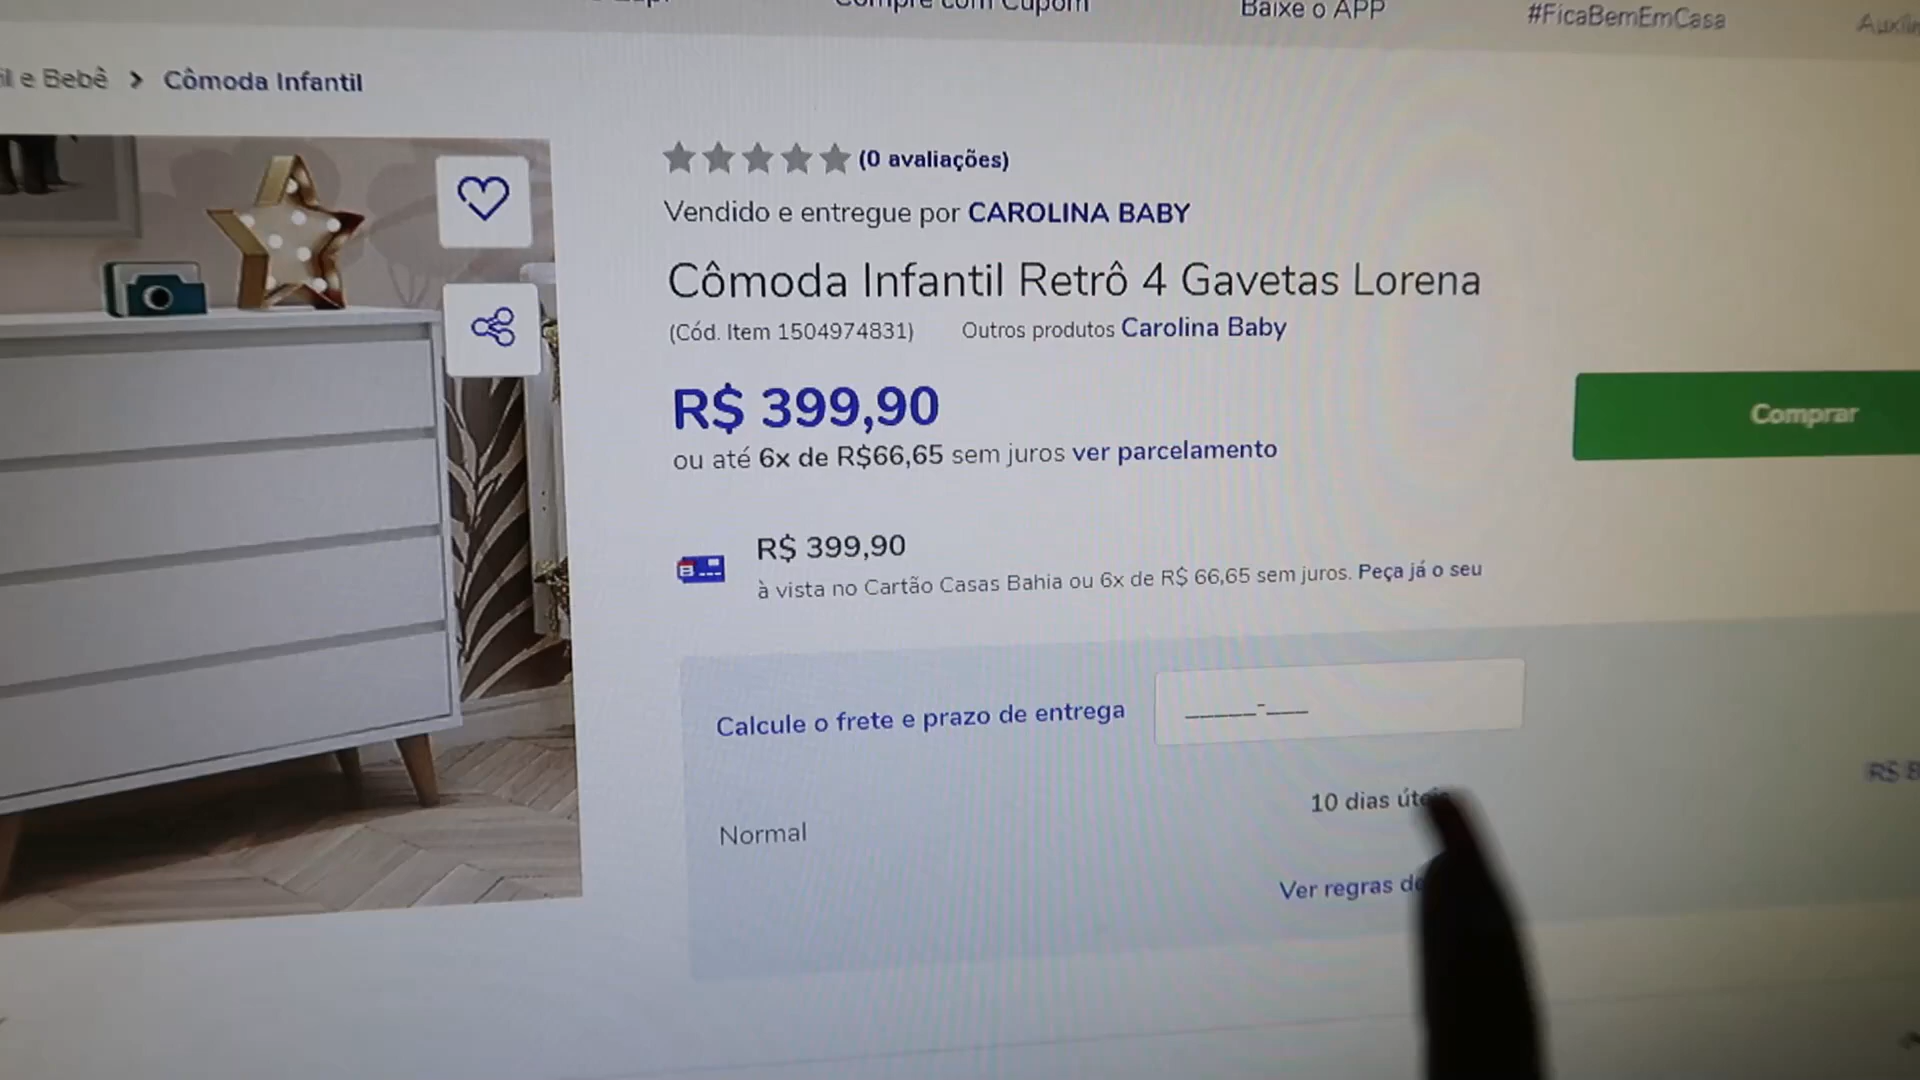 Compre com Cupom
Baixe o APP
#FicaBemEmCasa
e Bebê > Cômoda Infantil
(0 avaliações)
Vendido e entregue por CAROLINA BABY
Cômoda Infantil Retrô 4 Gavetas Lorena
(Cód. Item 1504974831) Outros produtos Carolina Baby
R$ 399,90
Comprar
ou até 6x de R$66,65 sem juros ver parcelamento
R$ 399,90
à vista no Cartão Casas Bahia ou 6x de R$ 66,65 sem juros. Peça já o seu
Calcule o frete e prazo de entrega _____-___
R$
10 dias
Normal
Ver regras